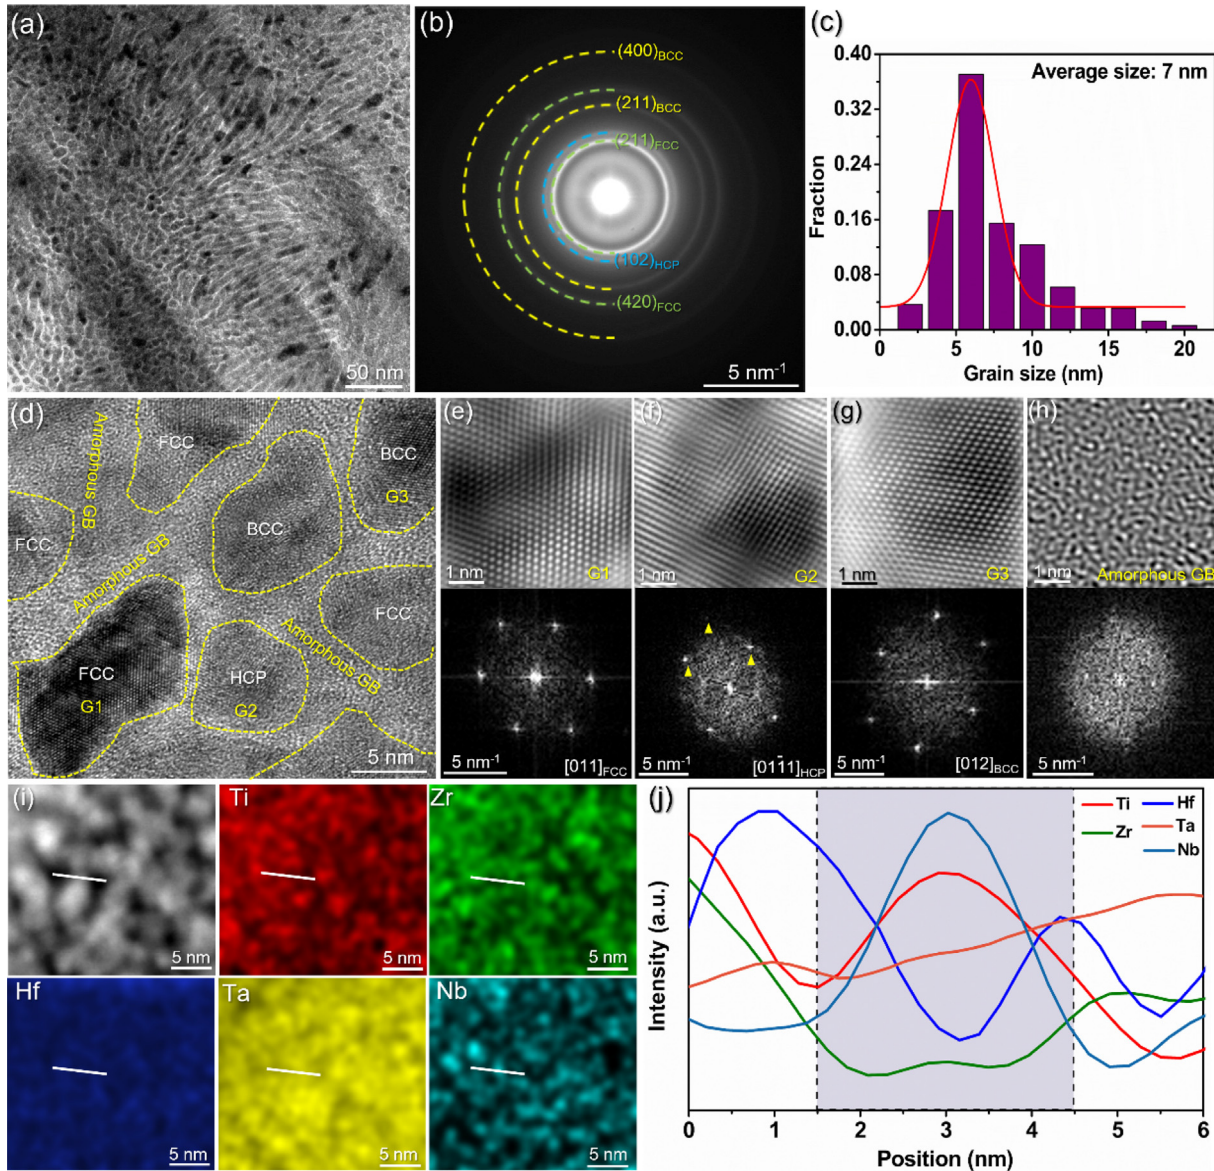 (a)
50 nm
(b)
(400)BCC
(211)BCC
(211)FCC
(102)HCP
(420)FCC
5 nm-1
(c)
Average size: 7 nm
0.40
0.32
0.24
0.16
0.08
0.00
Fraction
0 5 10 15 20
Grain size (nm)
(d)
Amorphous GB
FCC
BCC
G3
BCC
FCC
Amorphous GB
FCC
Amorphous GB
FCC
G1
HCP
G2
5 nm
(e)
1 nm
G1
5 nm-1
[011]FCC
(f)
1 nm
G2
5 nm-1
[01̄11]HCP
(g)
1 nm
G3
5 nm-1
[012]BCC
(h)
1 nm
Amorphous GB
5 nm-1
(i)
5 nm
Ti
5 nm
Zr
5 nm
Hf
5 nm
Ta
5 nm
Nb
5 nm
(j)
Ti
Zr
Hf
Ta
Nb
Intensity (a.u.)
0 1 2 3 4 5 6
Position (nm)